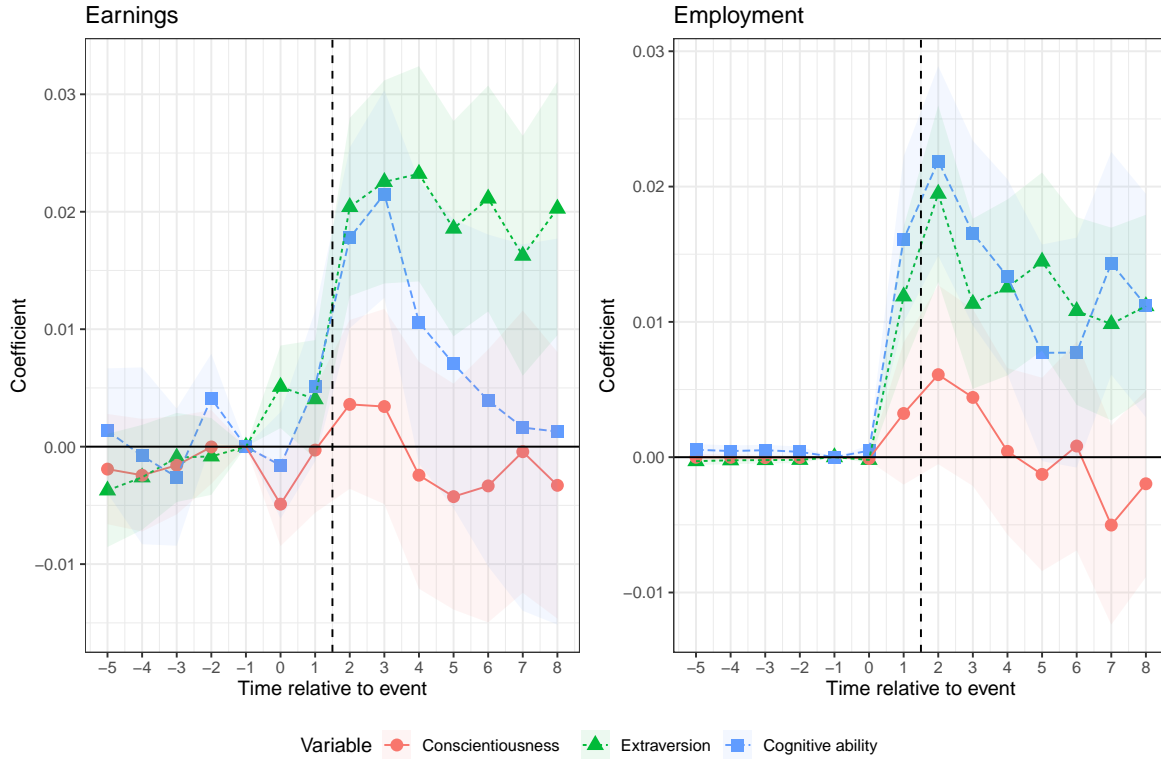 Earnings
Coefficient
0.03
0.02
0.01
0.00
−0.01
−5 −4 −3 −2 −1 0 1 2 3 4 5 6 7 8
Time relative to event
Employment
Coefficient
0.03
0.02
0.01
0.00
−0.01
−5 −4 −3 −2 −1 0 1 2 3 4 5 6 7 8
Time relative to event
Variable Conscientiousness Extraversion Cognitive ability